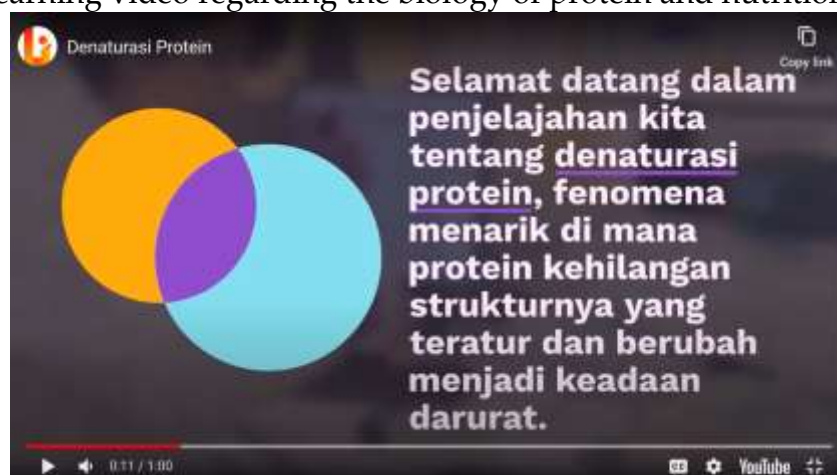 earning video regarding the biology of protein and nutrition
Denaturasi Protein
Copy link
Selamat datang dalam
penjelajahan kita
tentang denaturasi
protein, fenomena
menarik di mana
protein kehilangan
strukturnya yang
teratur dan berubah
menjadi keadaan
darurat.
0:11 / 1:00
CC
YouTube